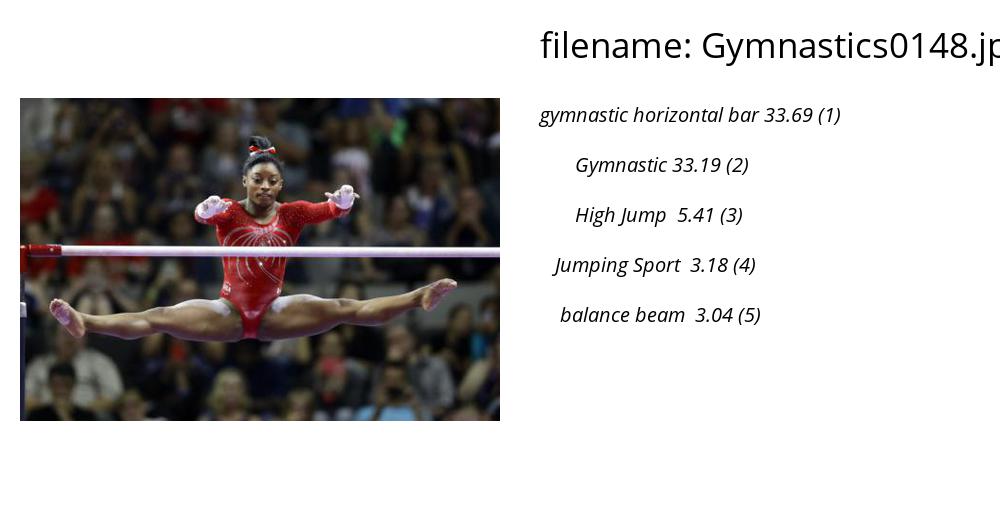 filename: Gymnastics0148.jp
gymnastic horizontal bar 33.69 (1)
Gymnastic 33.19 (2)
High Jump 5.41 (3)
Jumping Sport 3.18 (4)
balance beam 3.04 (5)